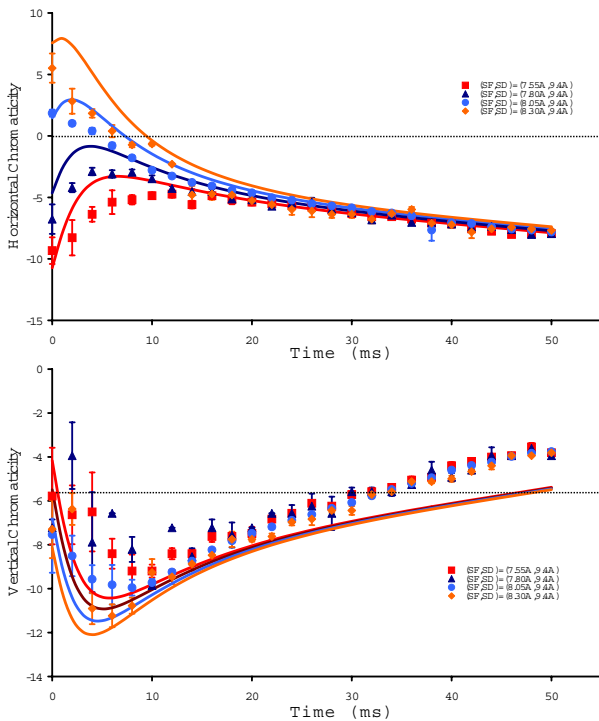 10
5
0
-5
-10
-15
Horizontal Chromaticity
(SF,SD)=(7.55A,9.4A)
(SF,SD)=(7.80A,9.4A)
(SF,SD)=(8.05A,9.4A)
(SF,SD)=(8.30A,9.4A)
0 10 20 30 40 50
Time (ms)
0
-2
-4
-6
-8
-10
-12
-14
Vertical Chromaticity
(SF,SD)=(7.55A,9.4A)
(SF,SD)=(7.80A,9.4A)
(SF,SD)=(8.05A,9.4A)
(SF,SD)=(8.30A,9.4A)
0 10 20 30 40 50
Time (ms)